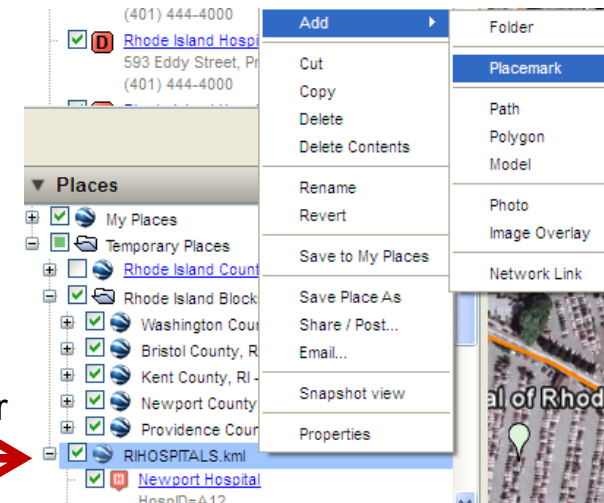 (401) 444-4000
D
Rhode Island Hospi
593 Eddy Street, Pr
(401) 444-4000
Places
My Places
Temporary Places
Rhode Island Count
Rhode Island Block
Washington Cour
Bristol County, R
Kent County, RI -
Newport County
Providence Cour
r
RIHOSPITALS.kml
H
Newport Hospital
HospID=A12
Add
Cut
Copy
Delete
Delete Contents
Rename
Revert
Save to My Places
Save Place As
Share / Post...
Email...
Snapshot view
Properties
Folder
Placemark
Path
Polygon
Model
Photo
Image Overlay
Network Link
al of Rhod